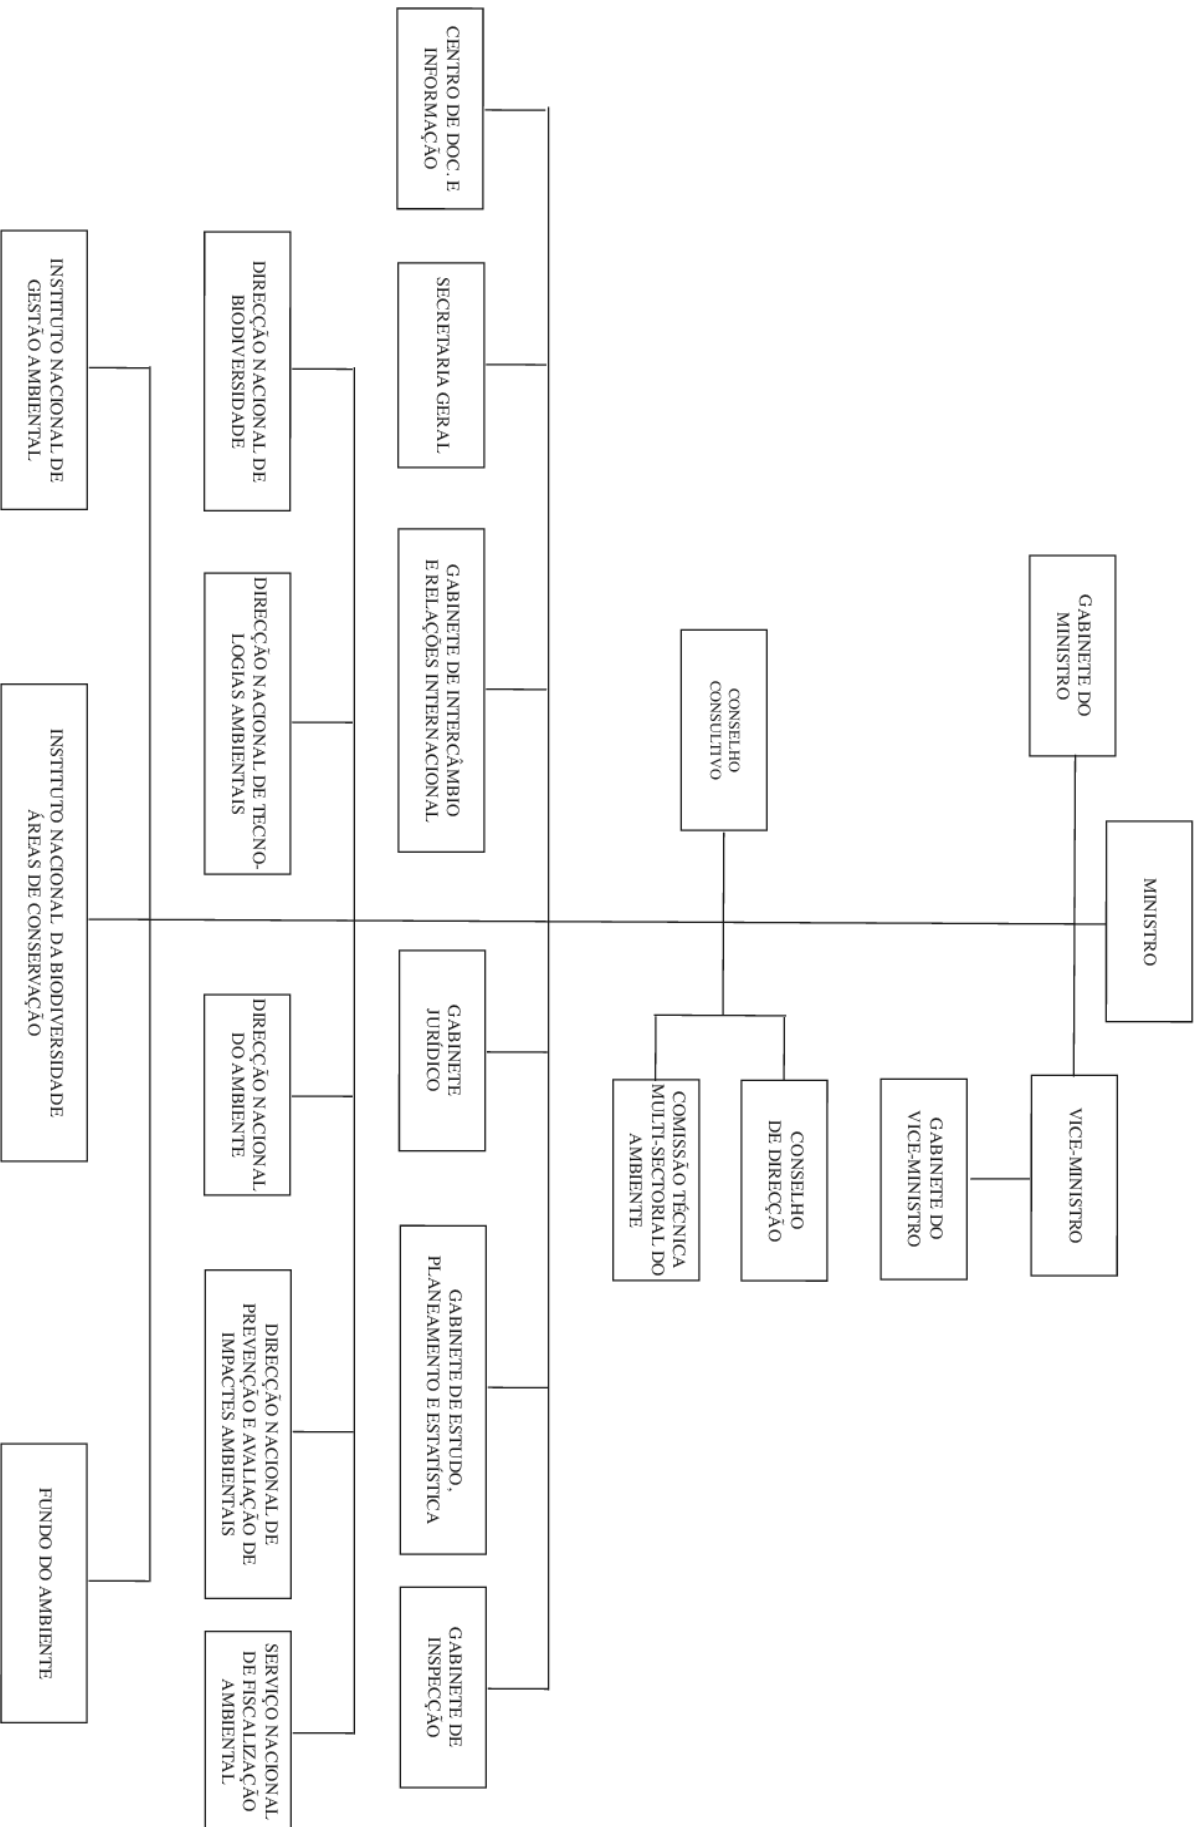 MINISTRO
GABINETE DO
MINISTRO
VICE-MINISTRO
GABINETE DO
VICE-MINISTRO
CONSELHO
CONSULTIVO
CONSELHO
DE DIRECÇÃO
COMISSÃO TÉCNICA
MULTI-SECTORIAL DO
AMBIENTE
CENTRO DE DOC. E
INFORMAÇÃO
SECRETARIA GERAL
GABINETE DE INTERCÂMBIO
E RELAÇÕES INTERNACIONAL
GABINETE
JURÍDICO
GABINETE DE ESTUDO,
PLANEAMENTO E ESTATÍSTICA
GABINETE DE
INSPECÇÃO
DIRECÇÃO NACIONAL DE
BIODIVERSIDADE
DIRECÇÃO NACIONAL DE TECNO-
LOGIAS AMBIENTAIS
DIRECÇÃO NACIONAL
DO AMBIENTE
DIRECÇÃO NACIONAL DE
PREVENÇÃO E AVALIAÇÃO DE
IMPACTES AMBIENTAIS
SERVIÇO NACIONAL
DE FISCALIZAÇÃO
AMBIENTAL
INSTITUTO NACIONAL DE
GESTÃO AMBIENTAL
INSTITUTO NACIONAL DA BIODIVERSIDADE
ÁREAS DE CONSERVAÇÃO
FUNDO DO AMBIENTE